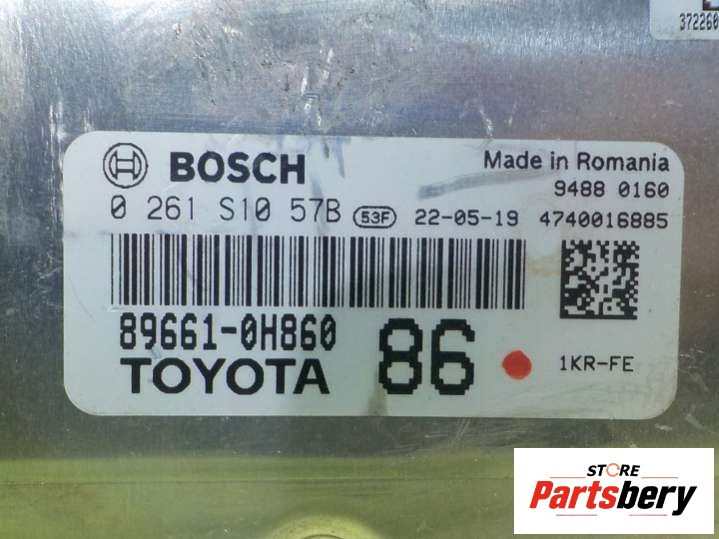 372260
BOSCH
Made in Romania
9488 0160
0 261 S10 57B 53F 22-05-19 4740016885
89661-0H860
TOYOTA
86
1KR-FE
STORE
Partsbery